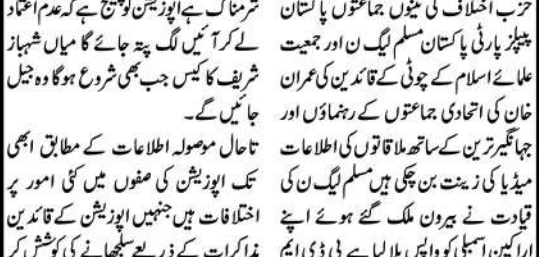 حزب اختلاف کی تینوں جماعتوں پاکستان
پیپلز پارٹی پاکستان مسلم لیگ ن اور جمعیت
علمائے اسلام کے چوٹی کے قائدین کی عمران
خان کی اتحادی جماعتوں کے رہنماؤں اور
جہانگیر ترین کے ساتھ ملاقاتوں کی اطلاعات
میڈیا کی زینت بن چکی ہیں مسلم لیگ ن کی
قیادت نے بیرون ملک گئے ہوئے اپنے
اراکین اسمبلی کو واپس بلا لیا ہے پی ڈی ایم
شرمناک ہے اپوزیشن کو چیلنج ہے کہ عدم اعتماد
لے کر آئیں لگ پتہ جائے گا میاں شہباز
شریف کا کیس جب بھی شروع ہوگا وہ جیل
جائیں گے۔
تاحال موصولہ اطلاعات کے مطابق ابھی
تک اپوزیشن کی صفوں میں کئی امور پر
اختلافات ہیں جنہیں اپوزیشن کے قائدین
مذاکرات کے ذریعے سلجھانے کی کوشش کر